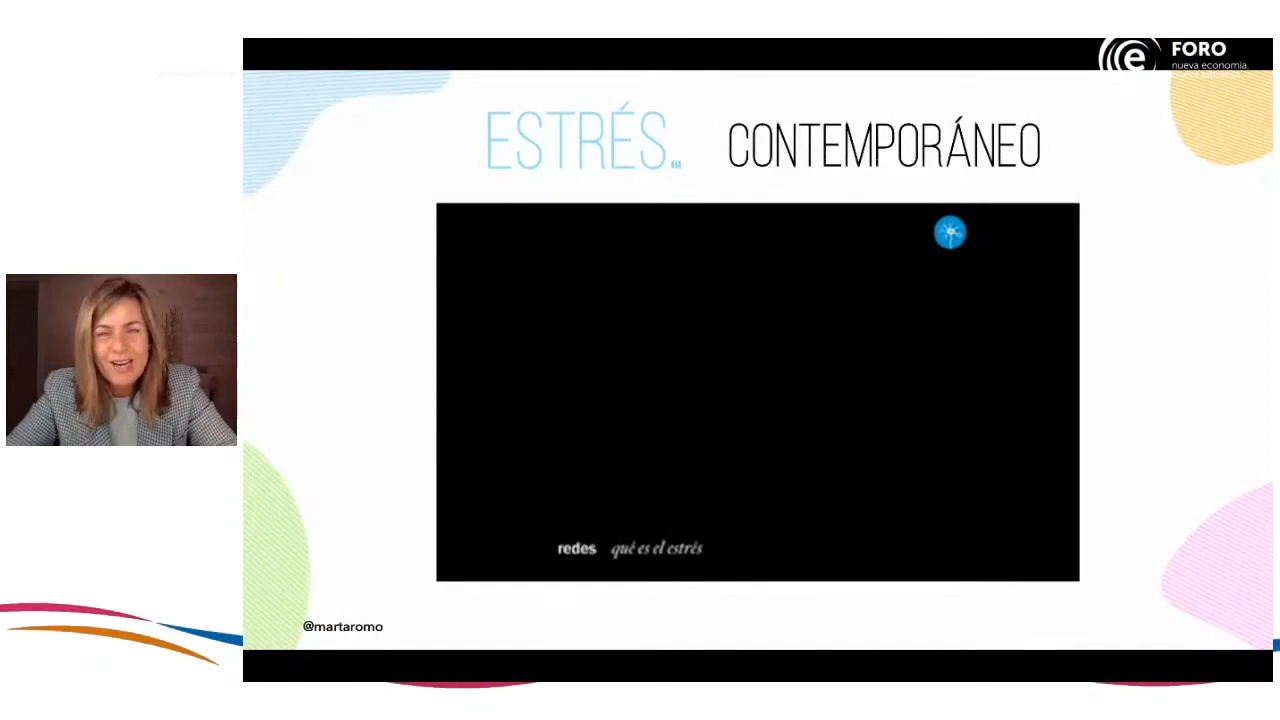 FORO
nueva economía,
ESTRÉS... CONTEMPORÁNEO
redes qué es el estrés
@martaromo